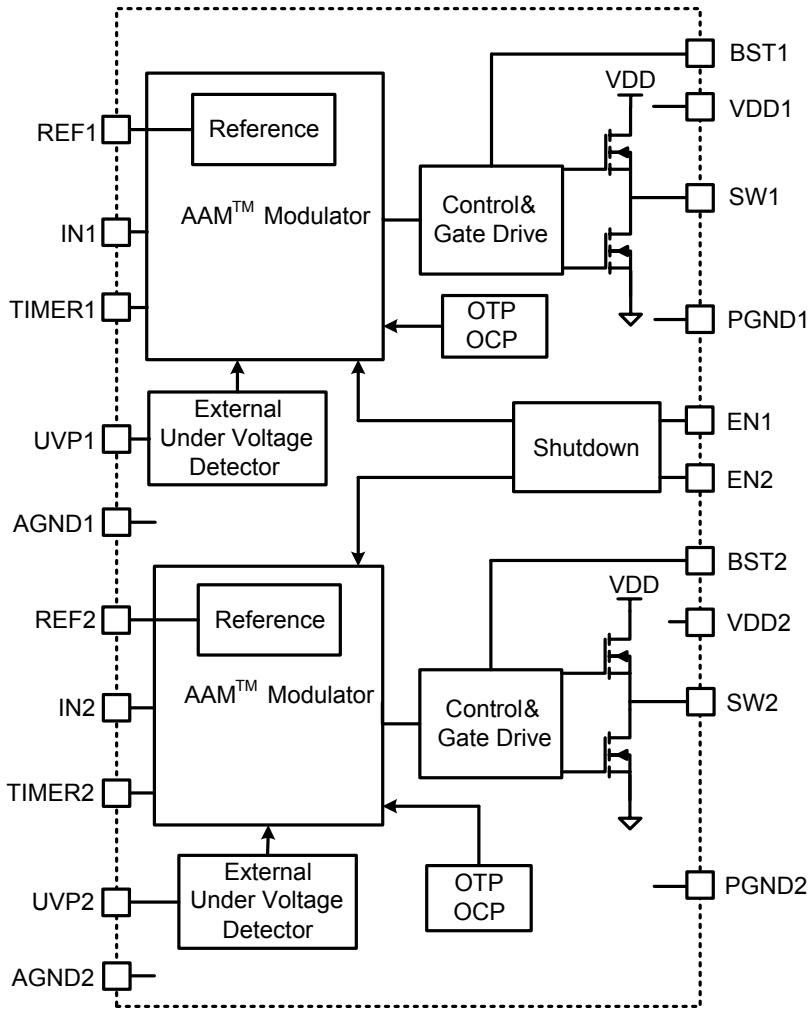 BST1
VDD
VDD1
REF1
Reference
AAM™ Modulator
Control&
Gate Drive
SW1
IN1
TIMER1
OTP
OCP
PGND1
External
Under Voltage
Detector
UVP1
EN1
Shutdown
EN2
AGND1
BST2
VDD
VDD2
REF2
Reference
AAM™ Modulator
Control&
Gate Drive
SW2
IN2
TIMER2
External
Under Voltage
Detector
OTP
OCP
UVP2
PGND2
AGND2